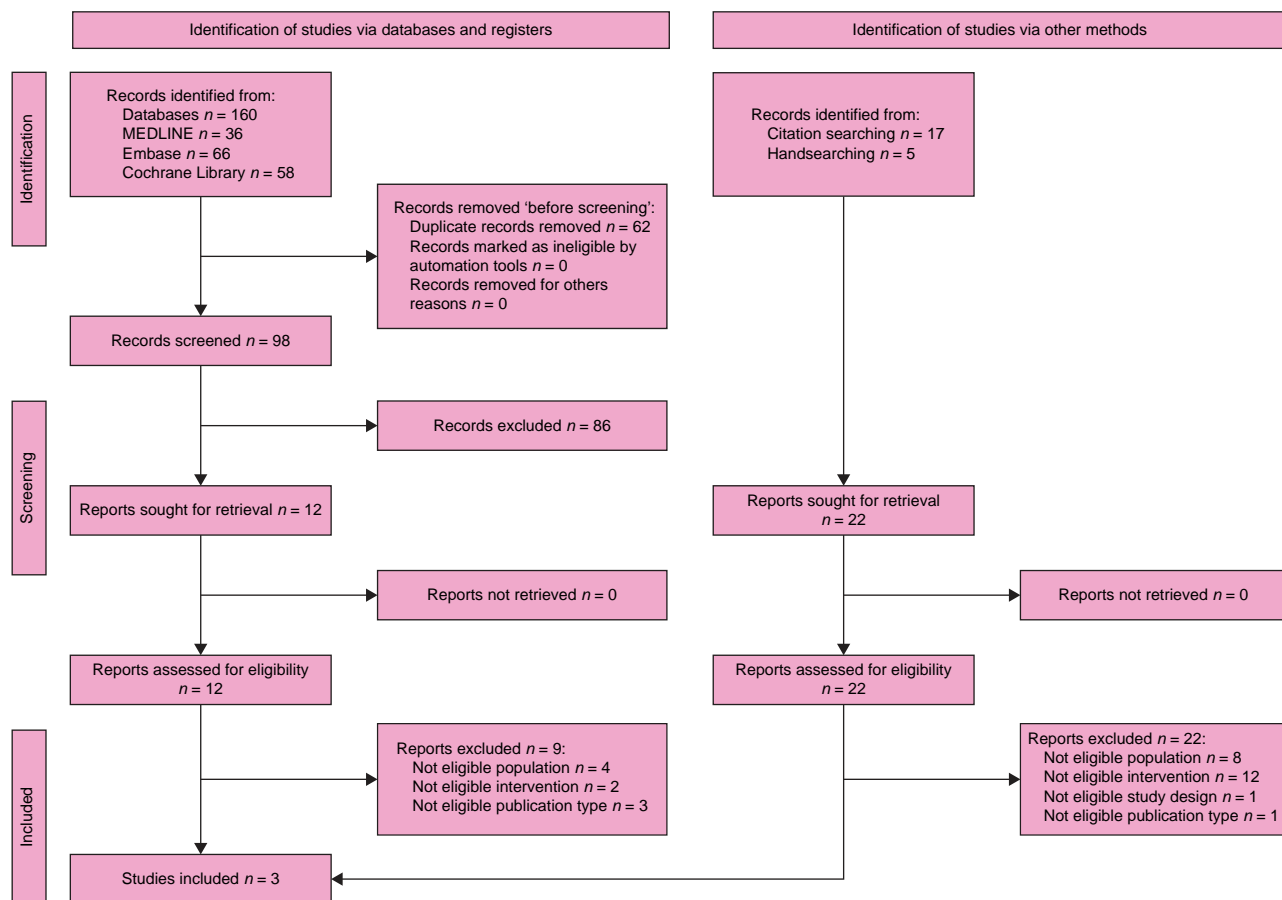 Identification of studies via databases and registers
Identification of studies via other methods
Identification
Records identified from:
Databases n = 160
MEDLINE n = 36
Embase n = 66
Cochrane Library n = 58
Records identified from:
Citation searching n = 17
Handsearching n = 5
Records removed ‘before screening’:
Duplicate records removed n = 62
Records marked as ineligible by
automation tools n = 0
Records removed for others
reasons n = 0
Records screened n = 98
Screening
Records excluded n = 86
Reports sought for retrieval n = 12
Reports sought for retrieval
n = 22
Reports not retrieved n = 0
Reports not retrieved n = 0
Reports assessed for eligibility
n = 12
Reports assessed for eligibility
n = 22
Included
Reports excluded n = 9:
Not eligible population n = 4
Not eligible intervention n = 2
Not eligible publication type n = 3
Reports excluded n = 22:
Not eligible population n = 8
Not eligible intervention n = 12
Not eligible study design n = 1
Not eligible publication type n = 1
Studies included n = 3